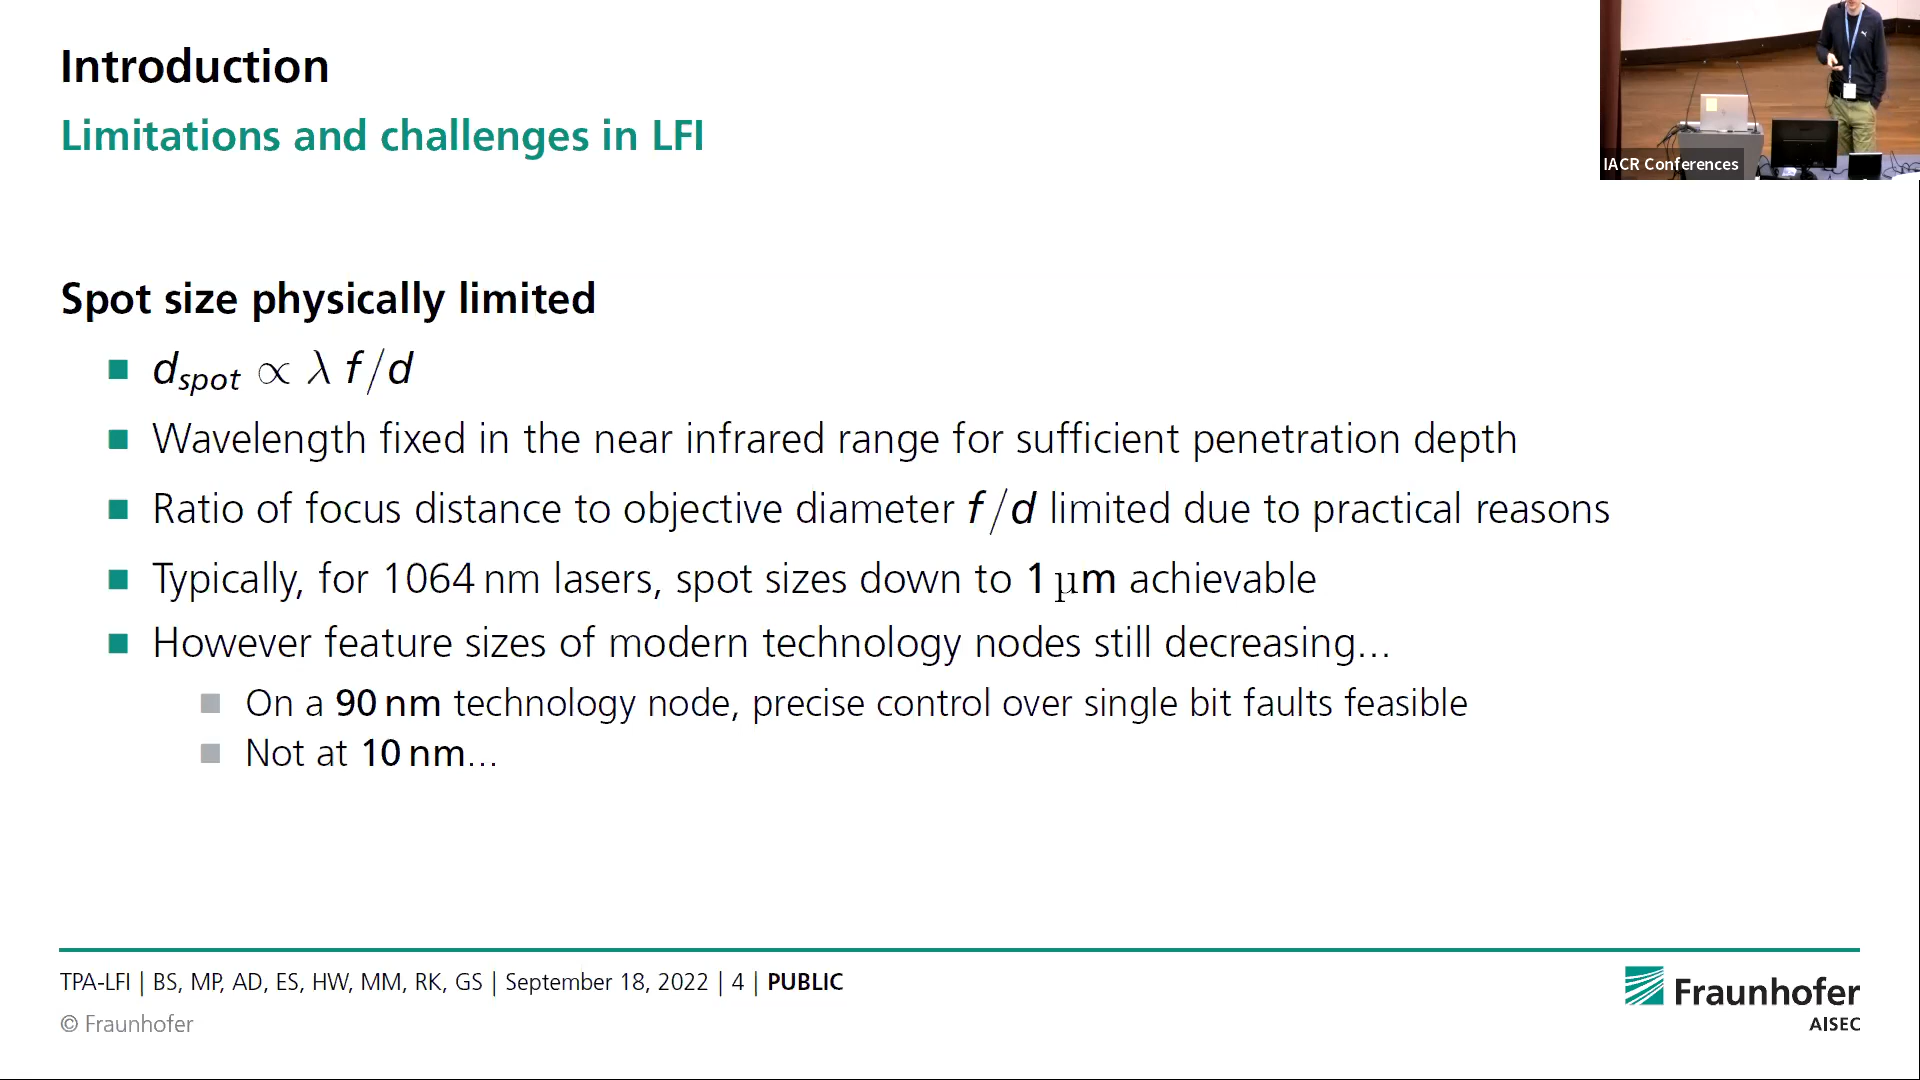 Introduction
Limitations and challenges in LFI
IACR Conferences
Spot size physically limited
d_spot ∝ λ f/d
Wavelength fixed in the near infrared range for sufficient penetration depth
Ratio of focus distance to objective diameter f/d limited due to practical reasons
Typically, for 1064 nm lasers, spot sizes down to 1 µm achievable
However feature sizes of modern technology nodes still decreasing...
On a 90 nm technology node, precise control over single bit faults feasible
Not at 10 nm...
TPA-LFI | BS, MP, AD, ES, HW, MM, RK, GS | September 18, 2022 | 4 | PUBLIC
© Fraunhofer
Fraunhofer
AISEC